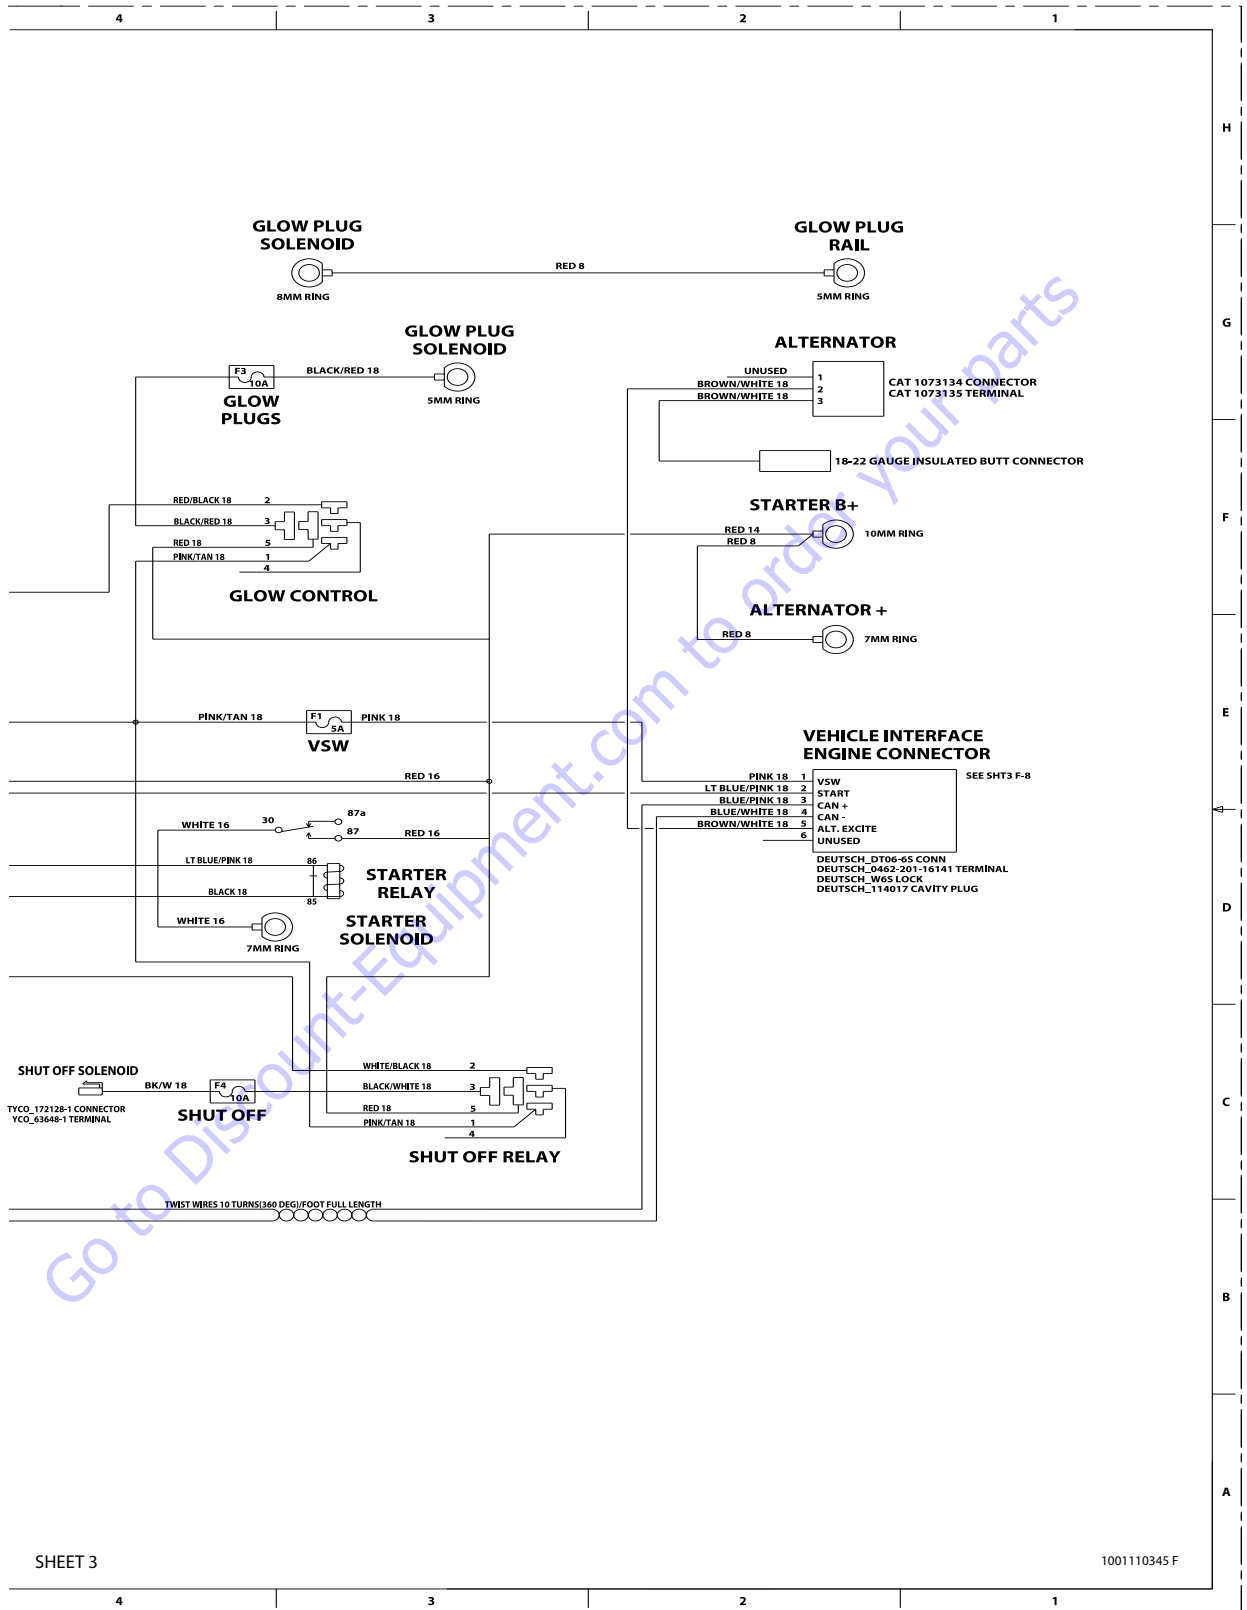 4 3 2 1
H
GLOW PLUG
SOLENOID
8MM RING
RED 8
GLOW PLUG
RAIL
5MM RING
G
GLOW PLUG
SOLENOID
5MM RING
F3
10A
BLACK/RED 18
GLOW
PLUGS
ALTERNATOR
UNUSED 1
BROWN/WHITE 18 2
BROWN/WHITE 18 3
CAT 1073134 CONNECTOR
CAT 1073135 TERMINAL
18-22 GAUGE INSULATED BUTT CONNECTOR
F
RED/BLACK 18 2
BLACK/RED 18 3
RED 18 5
PINK/TAN 18 1
4
GLOW CONTROL
STARTER B+
RED 14
RED 8
10MM RING
ALTERNATOR +
RED 8
7MM RING
E
PINK/TAN 18
F1
5A
PINK 18
VSW
RED 16
VEHICLE INTERFACE
ENGINE CONNECTOR
PINK 18 1 VSW
LT BLUE/PINK 18 2 START
BLUE/PINK 18 3 CAN +
BLUE/WHITE 18 4 CAN -
BROWN/WHITE 18 5 ALT. EXCITE
6 UNUSED
SEE SHT3 F-8
DEUTSCH_DT06-6S CONN
DEUTSCH_0462-201-16141 TERMINAL
DEUTSCH_W6S LOCK
DEUTSCH_114017 CAVITY PLUG
WHITE 16
30
87a
87
RED 16
LT BLUE/PINK 18
86
BLACK 18
85
STARTER
RELAY
D
WHITE 16
7MM RING
STARTER
SOLENOID
SHUT OFF SOLENOID
BK/W 18
F4
10A
SHUT OFF
TYCO_172128-1 CONNECTOR
YCO_63648-1 TERMINAL
WHITE/BLACK 18 2
BLACK/WHITE 18 3
RED 18 5
PINK/TAN 18 1
4
SHUT OFF RELAY
C
TWIST WIRES 10 TURNS(360 DEG)/FOOT FULL LENGTH
B
A
Go to Discount-Equipment.com to order your parts
SHEET 3
1001110345 F
4 3 2 1